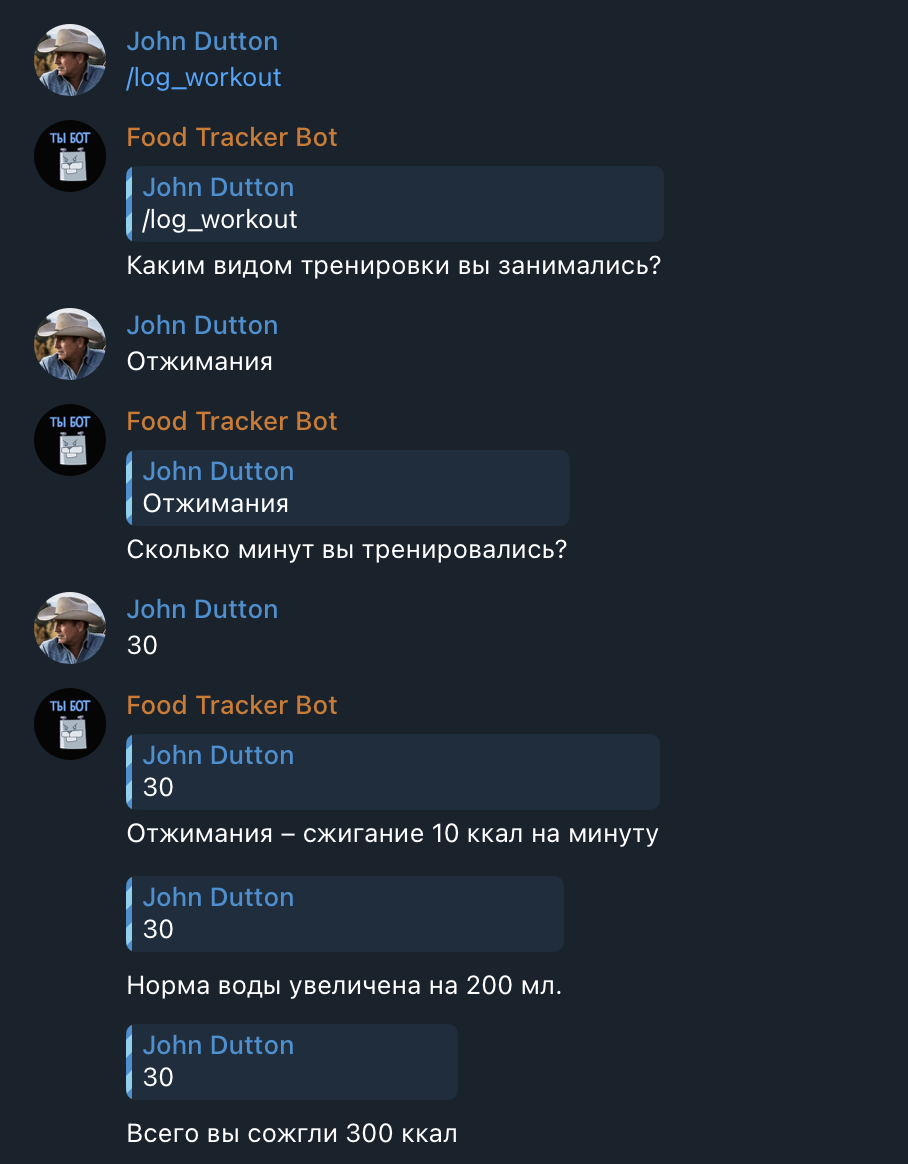 John Dutton
/log_workout
ТЫ БОТ
Food Tracker Bot
John Dutton
/log_workout
Каким видом тренировки вы занимались?
John Dutton
Отжимания
ТЫ БОТ
Food Tracker Bot
John Dutton
Отжимания
Сколько минут вы тренировались?
John Dutton
30
ТЫ БОТ
Food Tracker Bot
John Dutton
30
Отжимания – сжигание 10 ккал на минуту
John Dutton
30
Норма воды увеличена на 200 мл.
John Dutton
30
Всего вы сожгли 300 ккал